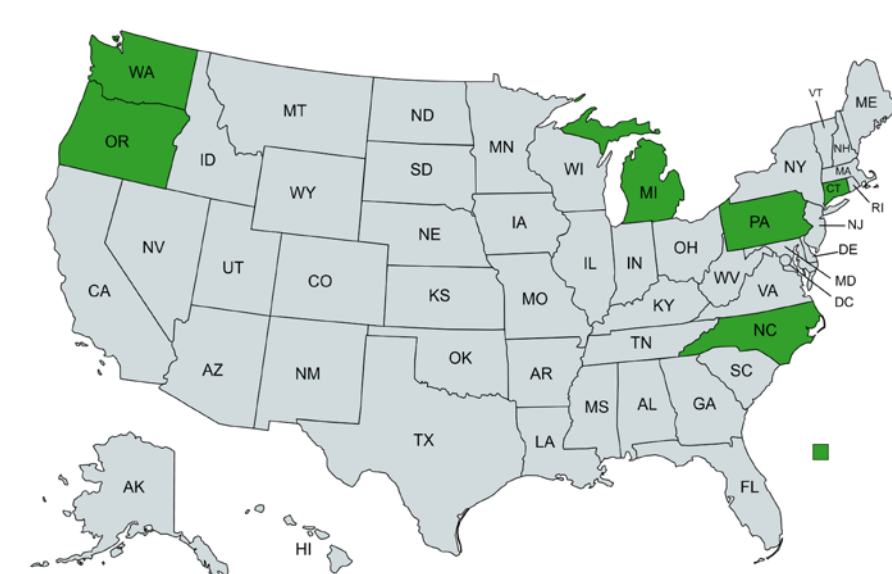 WA
MT
ND
MN
VT
ME
OR
ID
SD
WI
NH
NY
MA
WY
MI
CT
RI
NV
NE
IA
PA
NJ
UT
CO
IL
IN
OH
DE
CA
KS
MO
WV
VA
MD
DC
KY
NC
AZ
NM
OK
AR
TN
SC
MS
AL
GA
TX
LA
AK
FL
HI